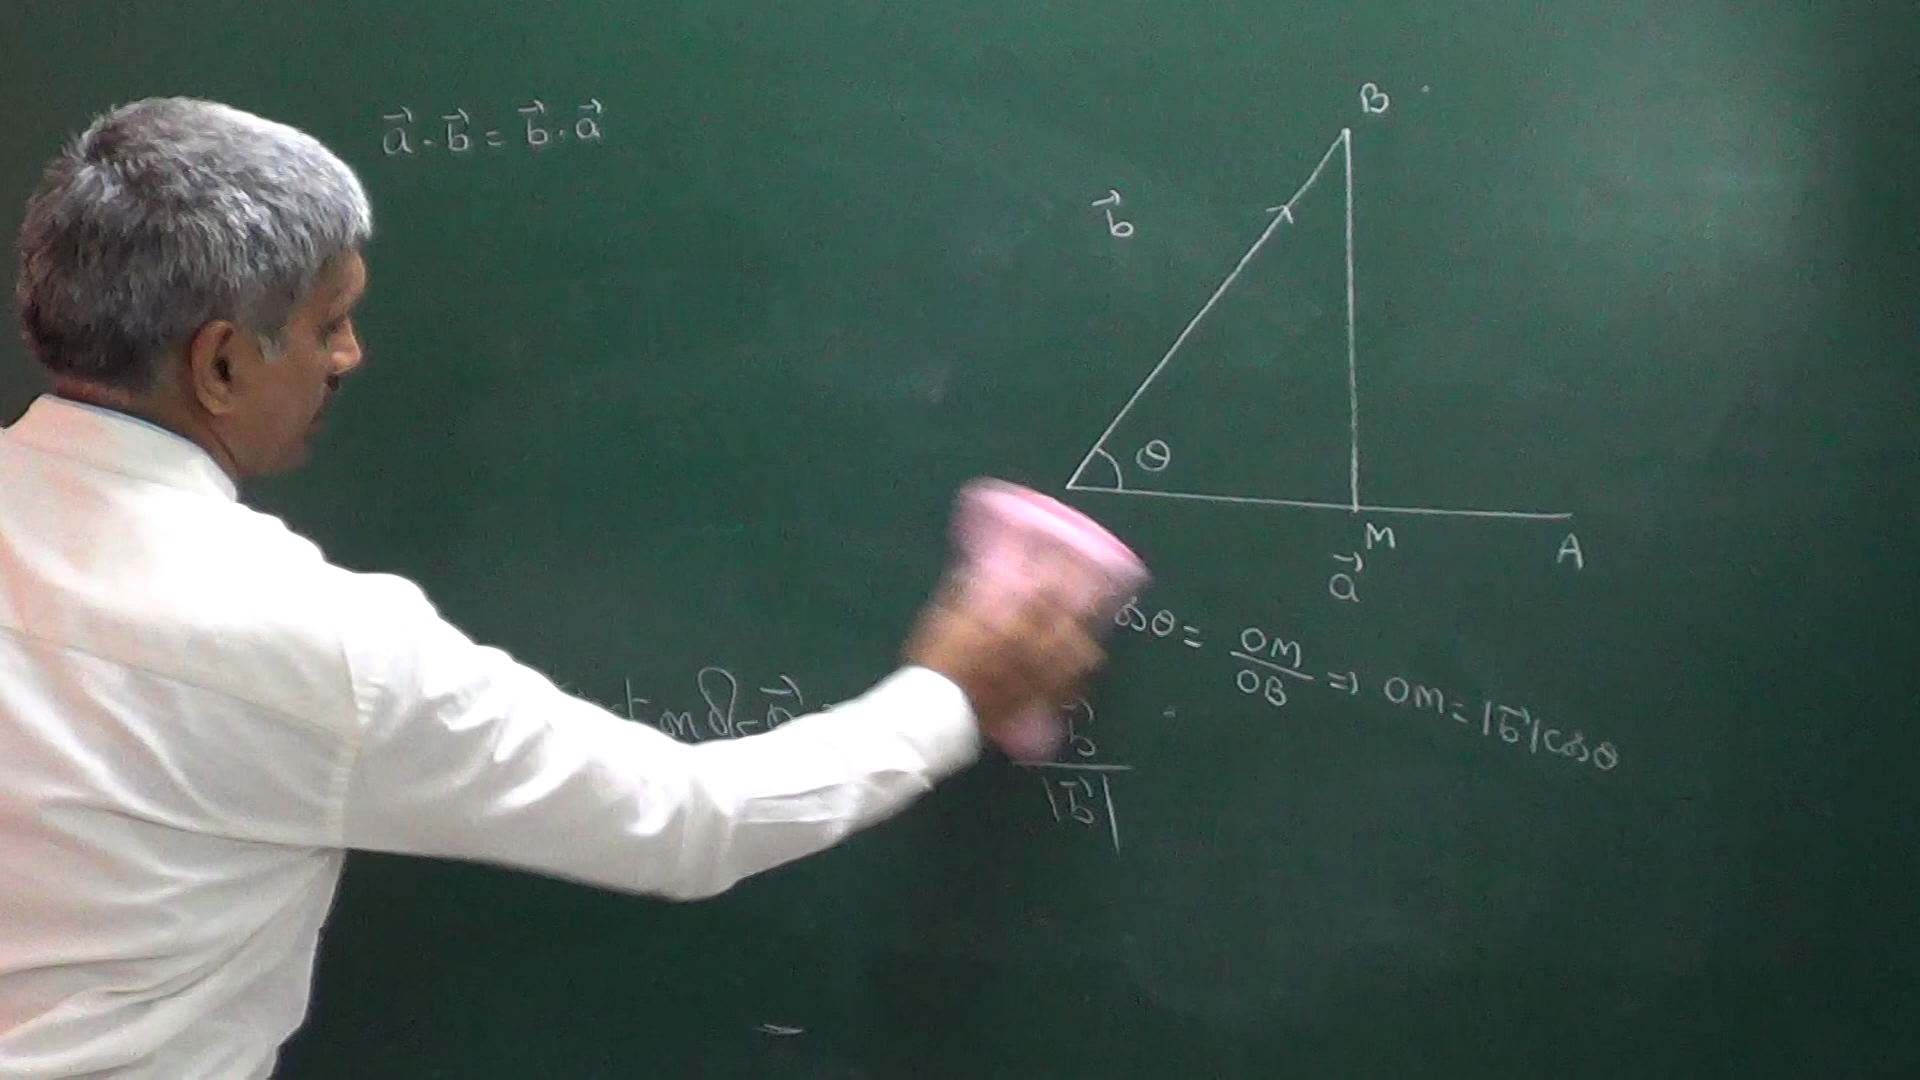 a⃗ . b⃗ = b⃗ . a⃗
B
b⃗
θ
M
A
a⃗
θ = OM/OB ⇒ OM = |b⃗| cos θ
b⃗
|b⃗|